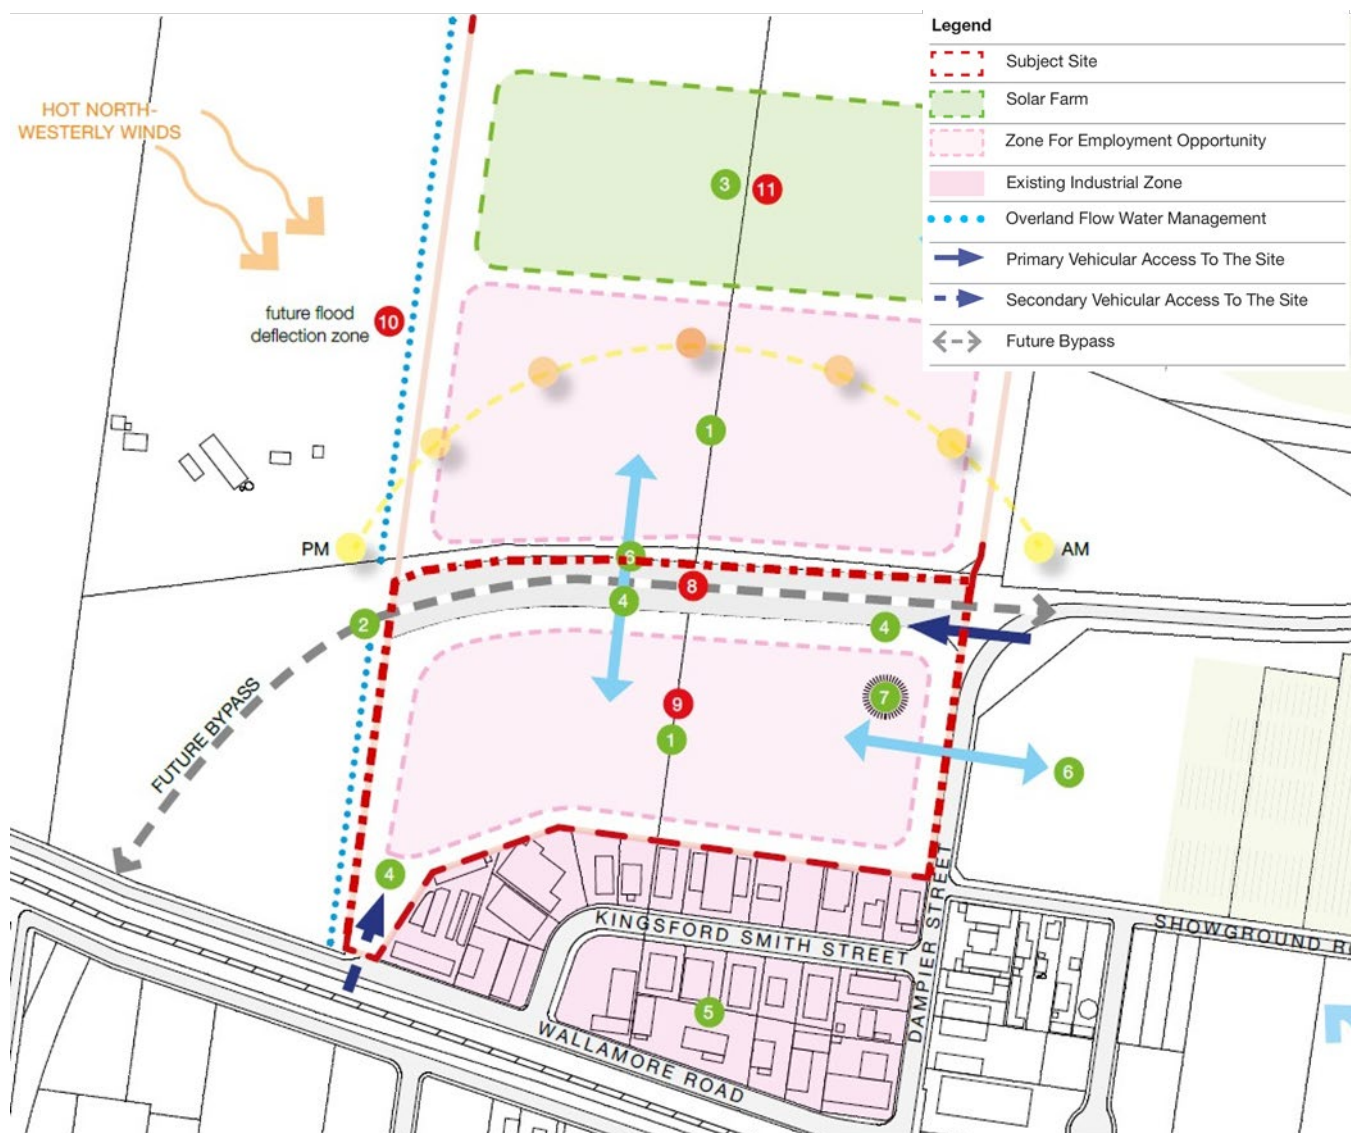 Legend
Subject Site
Solar Farm
Zone For Employment Opportunity
Existing Industrial Zone
Overland Flow Water Management
Primary Vehicular Access To The Site
Secondary Vehicular Access To The Site
Future Bypass
HOT NORTH-
WESTERLY WINDS
3
11
future flood
deflection zone
10
1
PM
AM
6
8
4
4
2
7
9
1
6
FUTURE BYPASS
4
KINGSFORD SMITH STREET
DAMPIER STREET
SHOWGROUND R
5
WALLAMORE ROAD